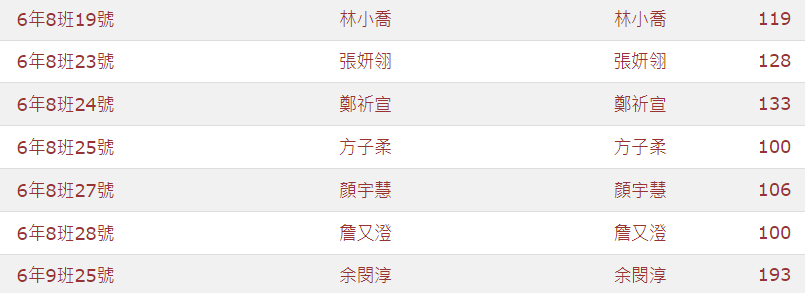 6年8班19號 林小喬 林小喬 119
6年8班23號 張妍翎 張妍翎 128
6年8班24號 鄭祈宣 鄭祈宣 133
6年8班25號 方子柔 方子柔 100
6年8班27號 顏宇慧 顏宇慧 106
6年8班28號 詹又澄 詹又澄 100
6年9班25號 余閔淳 余閔淳 193